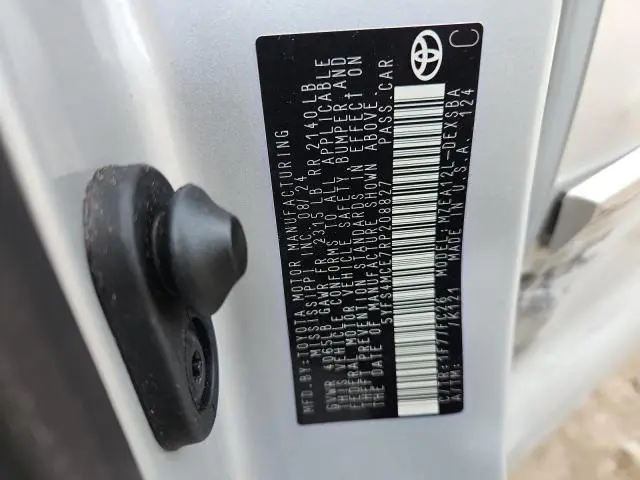 MFD.BY:TOYOTA MOTOR MANUFACTURING
MISSISSIPPI INC. 08/24
GVWR 4065LB GAWR FR 2315 LB RR 2140LB
THIS VEHICLE CONFORMS TO ALL APPLICABLE
FEDERAL MOTOR VEHICLE SAFETY, BUMPER, AND
THEFT PREVENTION STANDARDS IN EFFECT ON
THE DATE OF MANUFACTURE SHOWN ABOVE.
5YFS4MCE7RP208827 PASS.CAR
C/TR:1F7/FC26 MODEL:MZEA12L-DEXSBA
A/TM: /K121 MADE IN U.S.A. 124
C